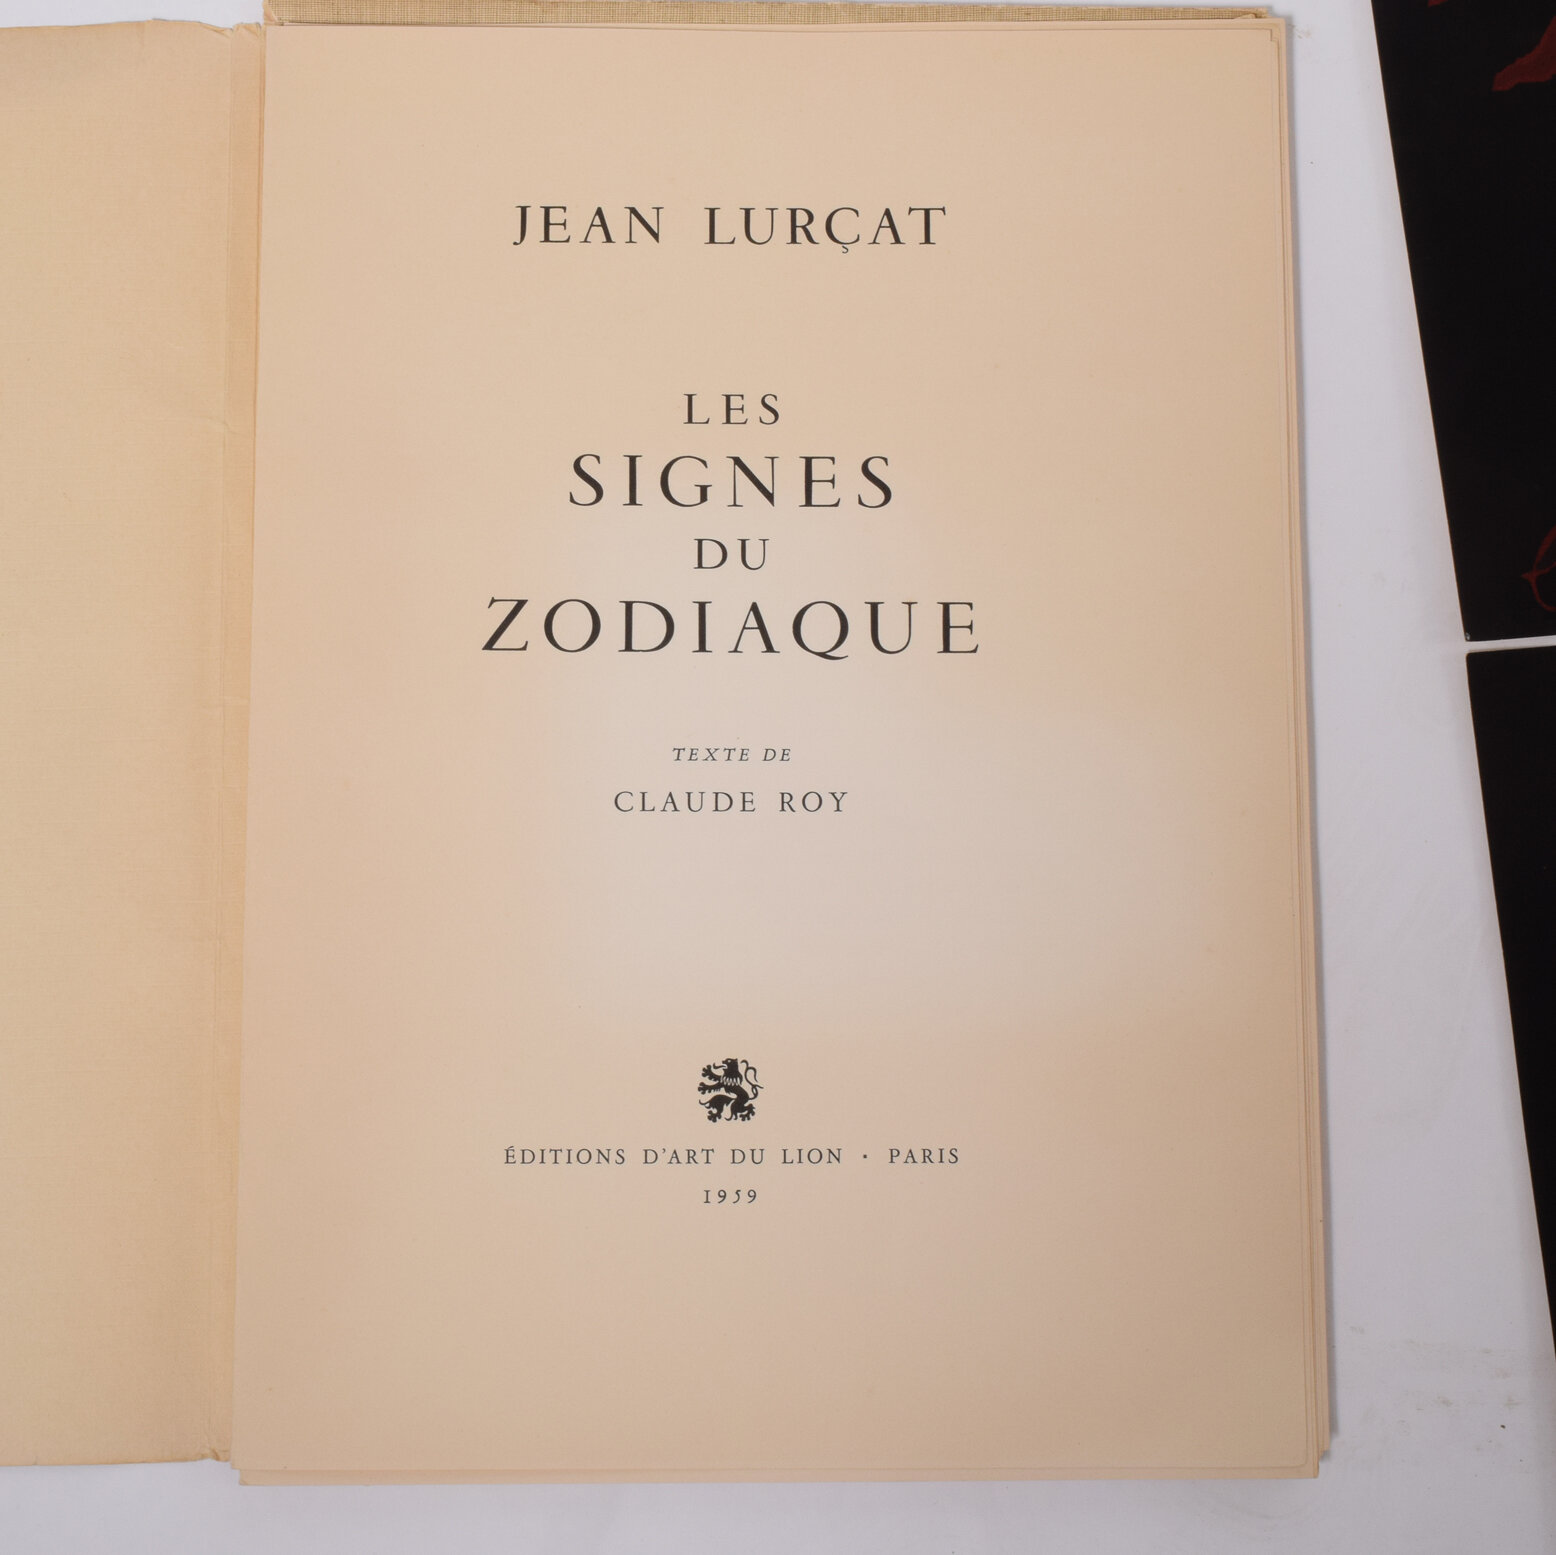 JEAN LURÇAT
LES
SIGNES
DU
ZODIAQUE
TEXTE DE
CLAUDE ROY
ÉDITIONS D'ART DU LION · PARIS
1959